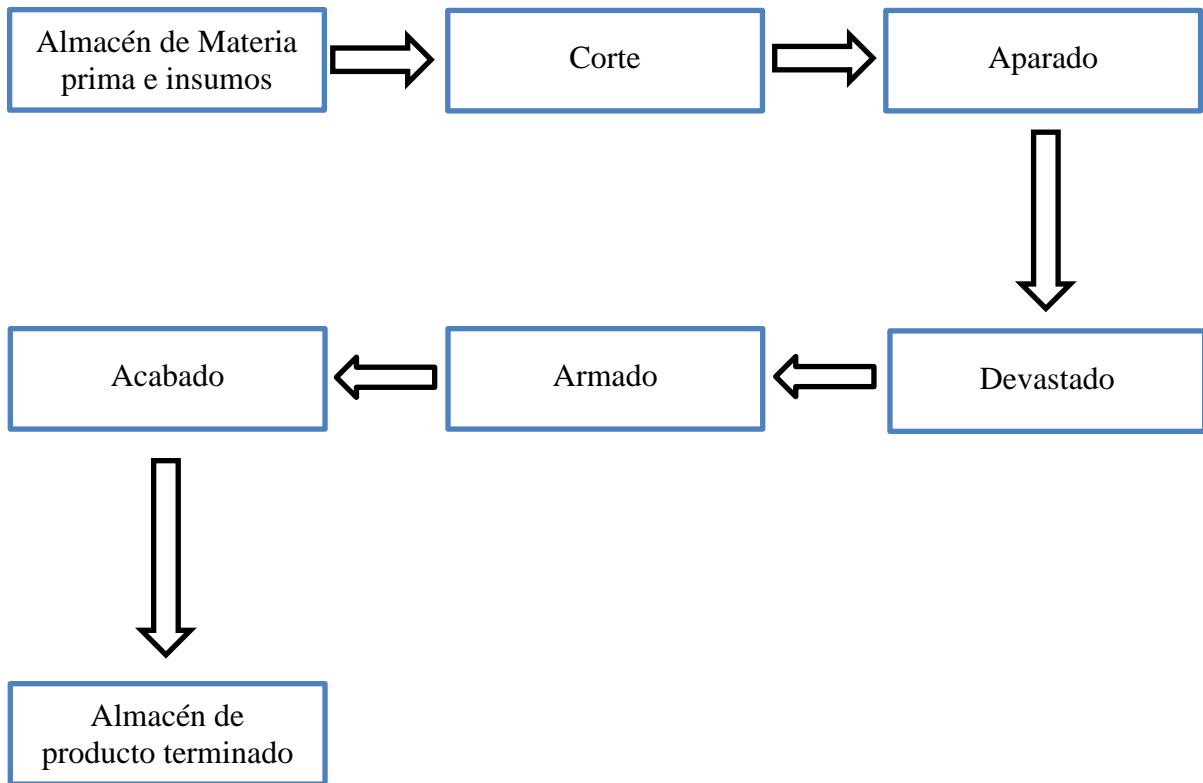 Almacén de Materia
prima e insumos
Corte
Aparado
Devastado
Armado
Acabado
Almacén de
producto terminado